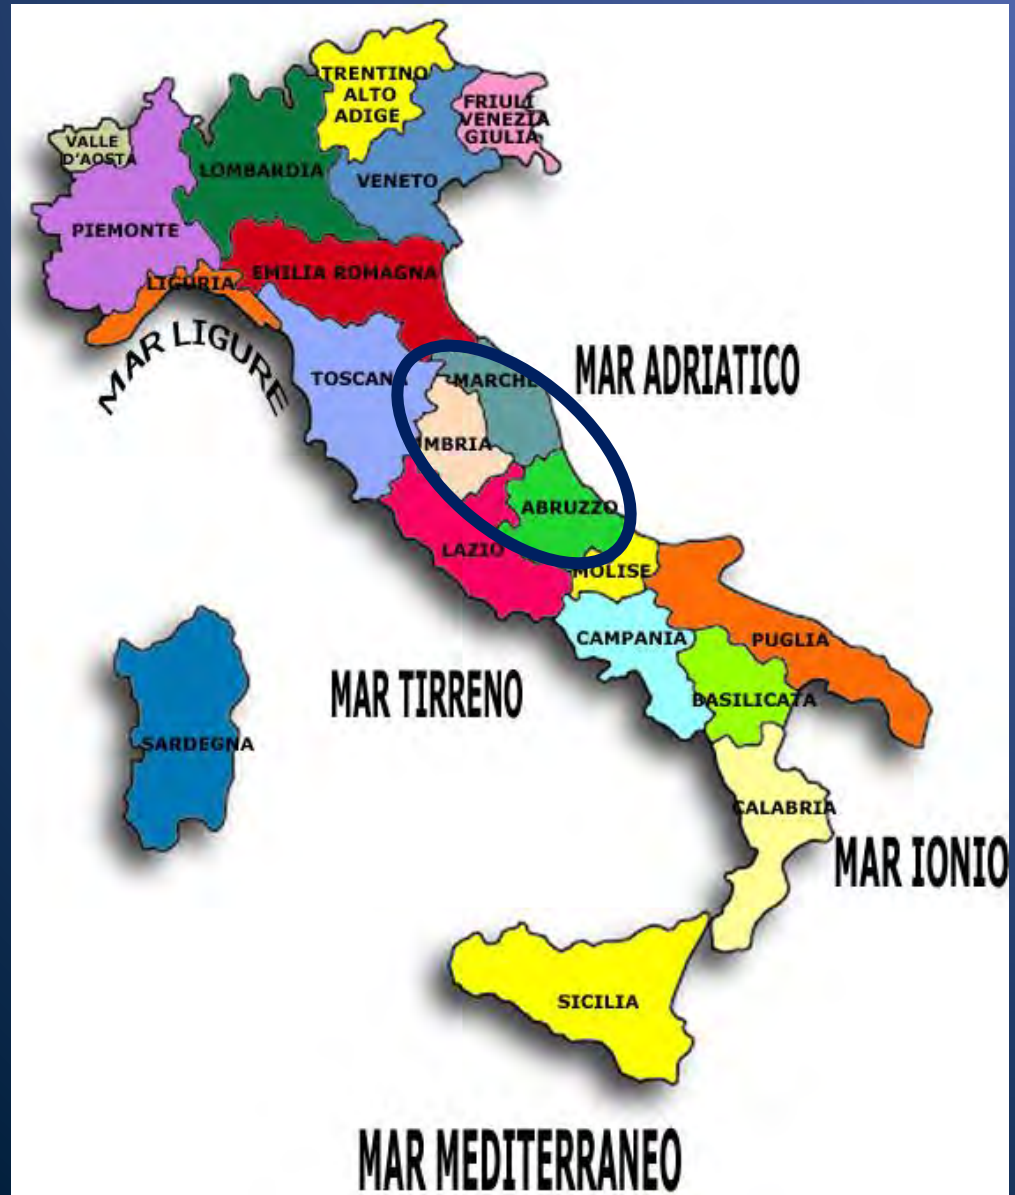 TRENTINO
ALTO
ADIGE
FRIULI
VENEZIA
GIULIA
VALLE
D'AOSTA
LOMBARDIA
VENETO
PIEMONTE
EMILIA ROMAGNA
LIGURIA
MAR LIGURE
TOSCANA
MARCHE
MAR ADRIATICO
MBRIA
ABRUZZO
LAZIO
MOLISE
CAMPANIA
PUGLIA
MAR TIRRENO
BASILICATA
SARDEGNA
CALABRIA
MAR IONIO
SICILIA
MAR MEDITERRANEO